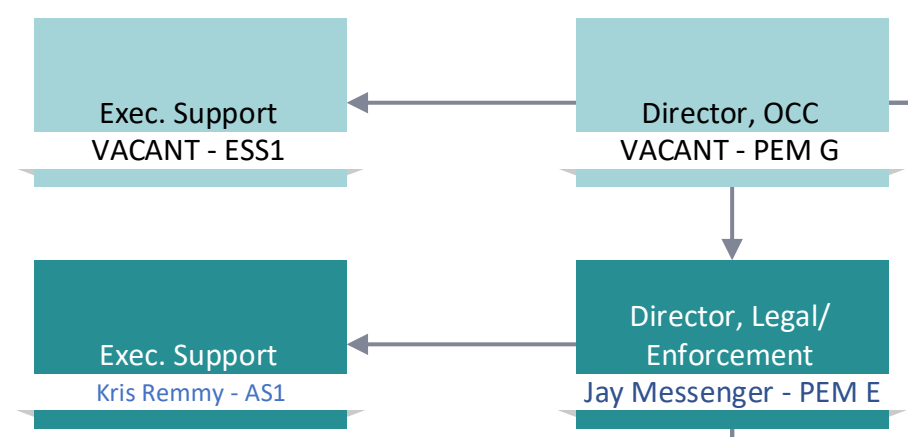 Exec. Support
VACANT - ESS1
Director, OCC
VACANT - PEM G
Exec. Support
Kris Remmy - AS1
Director, Legal/
Enforcement
Jay Messenger - PEM E